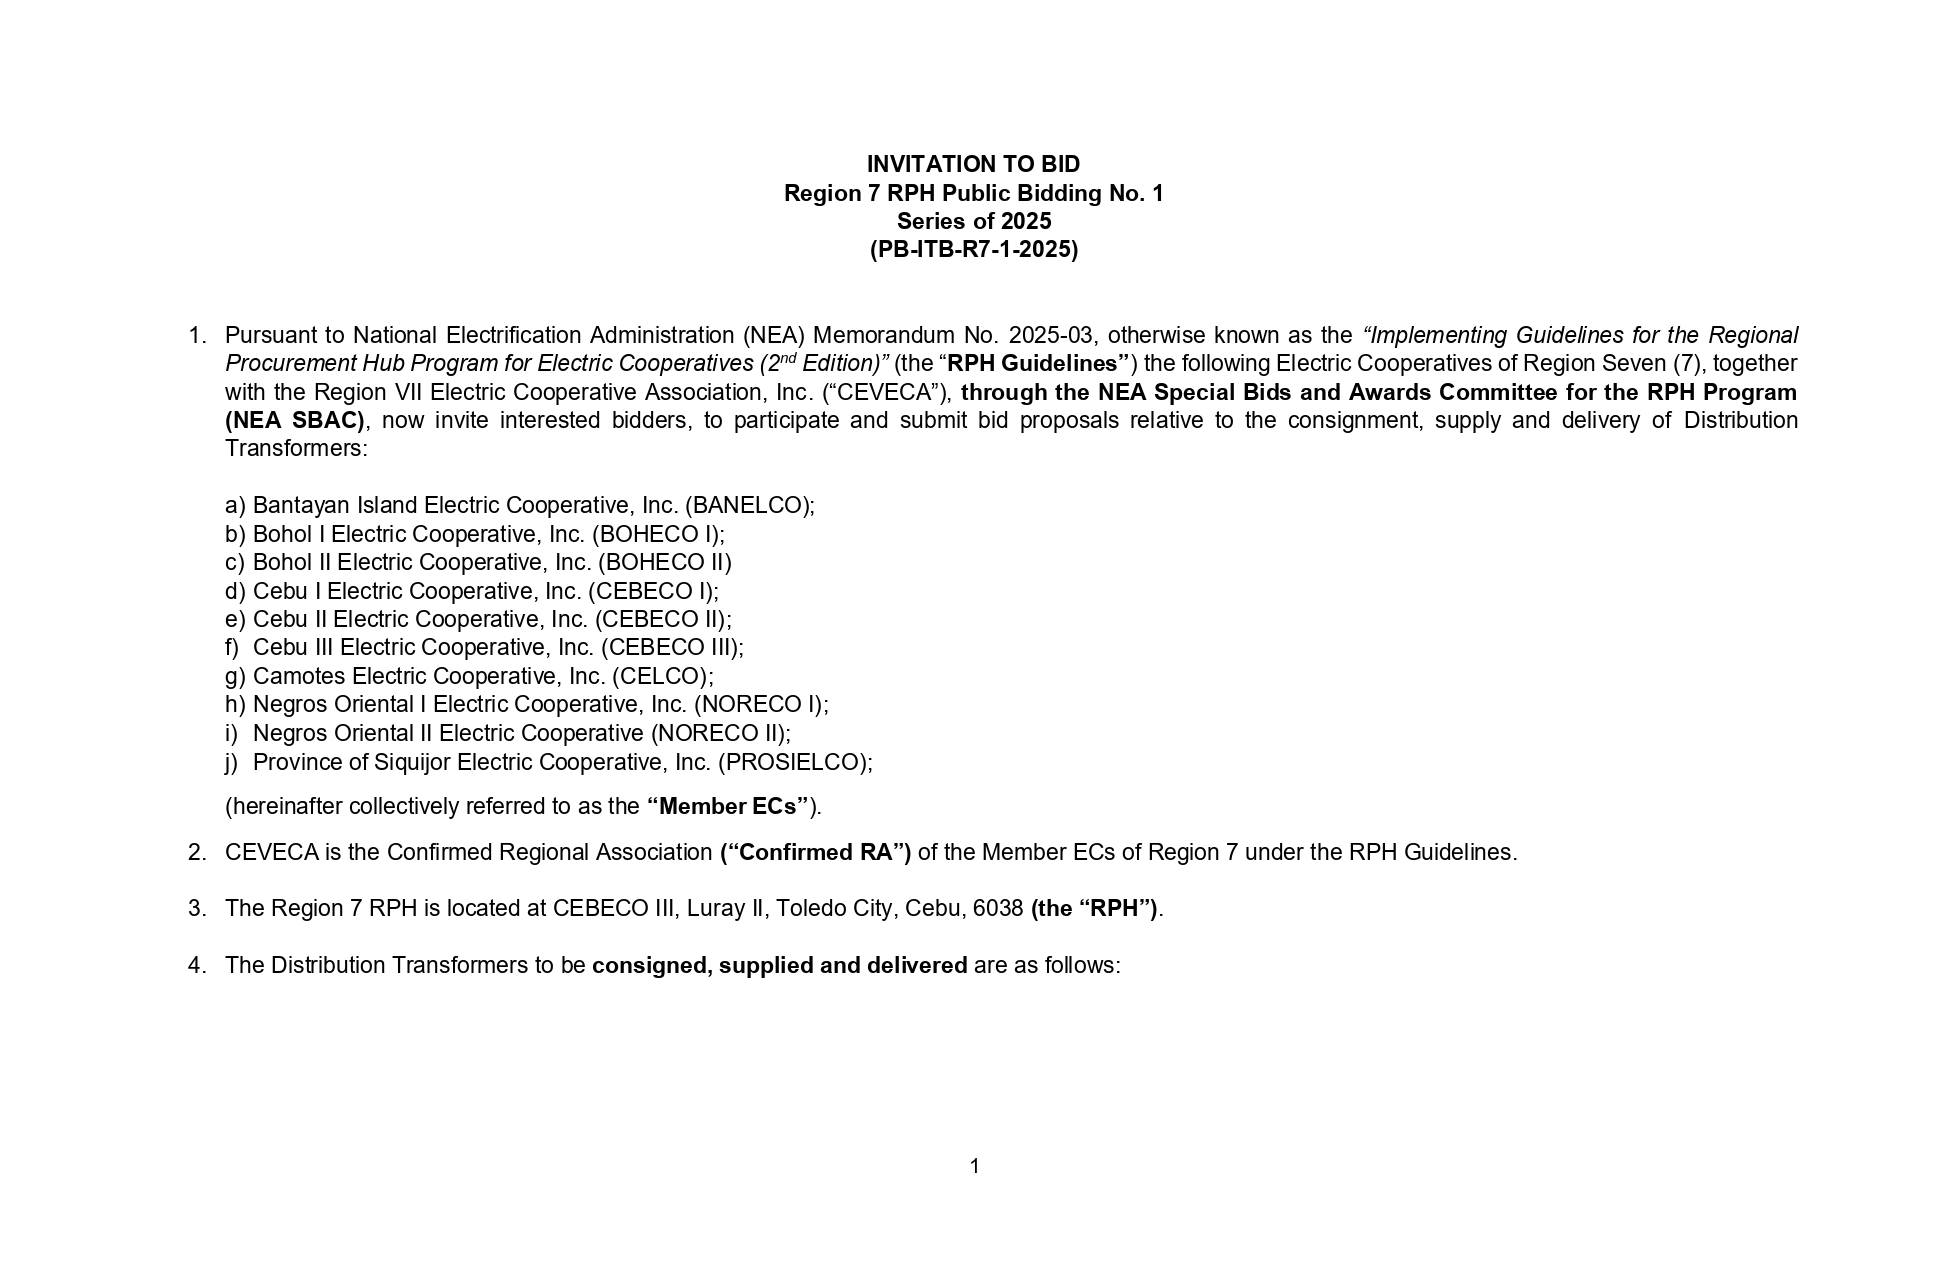 INVITATION TO BID
Region 7 RPH Public Bidding No. 1
Series of 2025
(PB-ITB-R7-1-2025)
1. Pursuant to National Electrification Administration (NEA) Memorandum No. 2025-03, otherwise known as the “Implementing Guidelines for the Regional
Procurement Hub Program for Electric Cooperatives (2nd Edition)” (the “RPH Guidelines”) the following Electric Cooperatives of Region Seven (7), together
with the Region VII Electric Cooperative Association, Inc. (“CEVECA”), through the NEA Special Bids and Awards Committee for the RPH Program
(NEA SBAC), now invite interested bidders, to participate and submit bid proposals relative to the consignment, supply and delivery of Distribution
Transformers:
a) Bantayan Island Electric Cooperative, Inc. (BANELCO);
b) Bohol I Electric Cooperative, Inc. (BOHECO I);
c) Bohol II Electric Cooperative, Inc. (BOHECO II)
d) Cebu I Electric Cooperative, Inc. (CEBECO I);
e) Cebu II Electric Cooperative, Inc. (CEBECO II);
f) Cebu III Electric Cooperative, Inc. (CEBECO III);
g) Camotes Electric Cooperative, Inc. (CELCO);
h) Negros Oriental I Electric Cooperative, Inc. (NORECO I);
i) Negros Oriental II Electric Cooperative (NORECO II);
j) Province of Siquijor Electric Cooperative, Inc. (PROSIELCO);
(hereinafter collectively referred to as the “Member ECs”).
2. CEVECA is the Confirmed Regional Association (“Confirmed RA”) of the Member ECs of Region 7 under the RPH Guidelines.
3. The Region 7 RPH is located at CEBECO III, Luray II, Toledo City, Cebu, 6038 (the “RPH”).
4. The Distribution Transformers to be consigned, supplied and delivered are as follows:
1